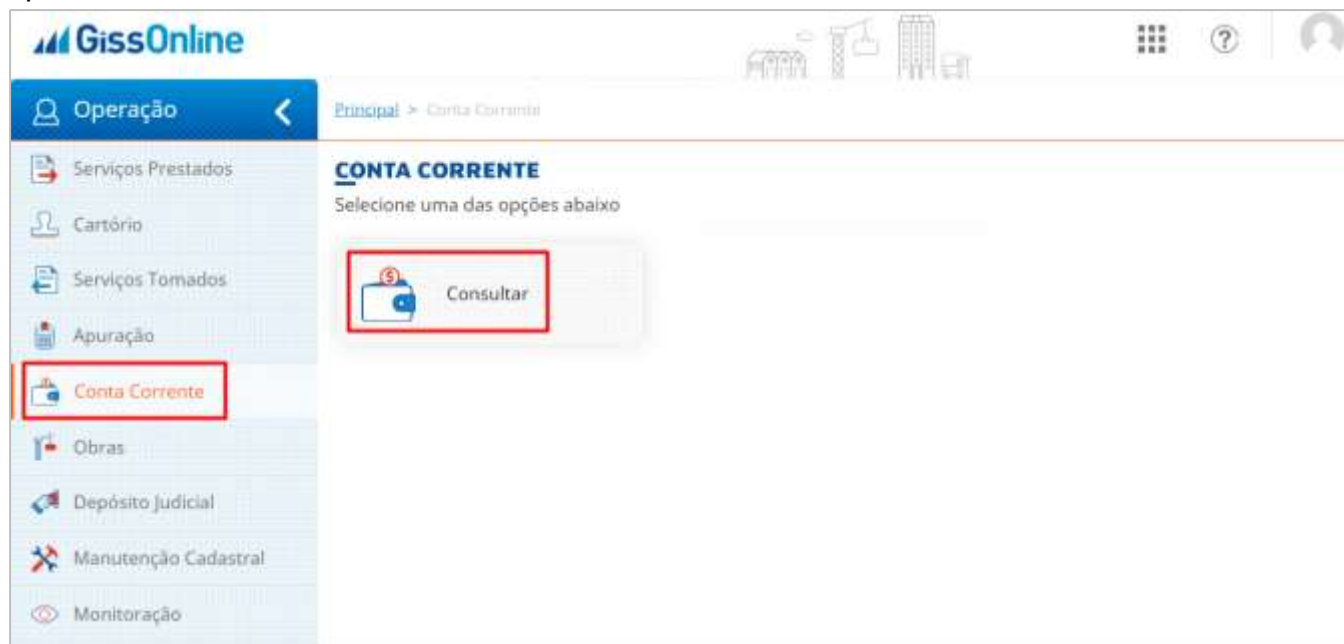 GissOnline
?
Operação
Principal > Conta Corrente
Serviços Prestados
Cartório
Serviços Tomados
Apuração
Conta Corrente
Obras
Depósito Judicial
Manutenção Cadastral
Monitoração
CONTA CORRENTE
Selecione uma das opções abaixo
$
Consultar